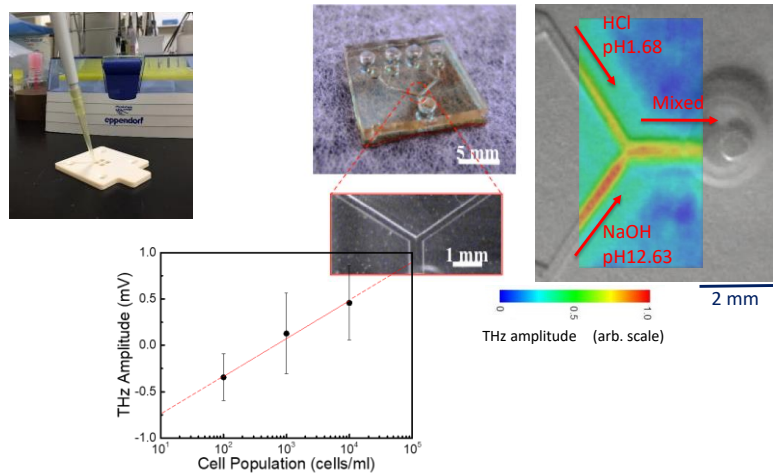 eppendorf
5 mm
1 mm
HCl
pH1.68
Mixed
NaOH
pH12.63
2 mm
0 0.5 1.0
THz amplitude (arb. scale)
1.0
0.5
0.0
-0.5
-1.0
THz Amplitude (mV)
10¹ 10² 10³ 10⁴ 10⁵
Cell Population (cells/ml)